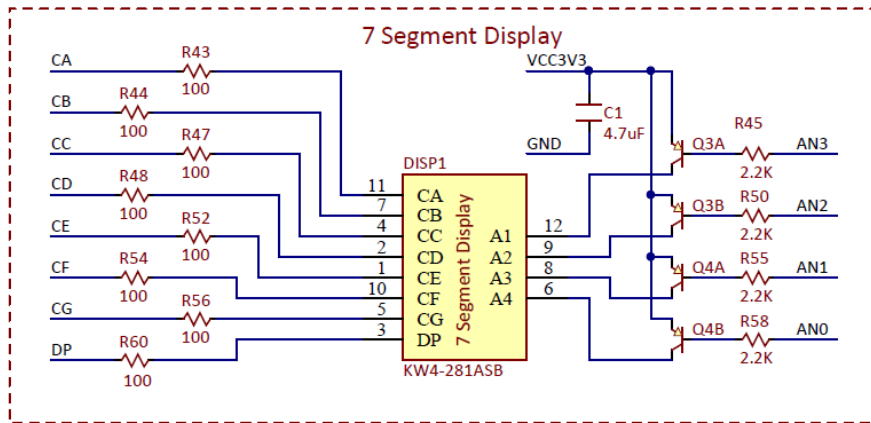 7 Segment Display
CA
R43
100
CB
R44
100
CC
R47
100
CD
R48
100
CE
R52
100
CF
R54
100
CG
R56
100
DP
R60
100
DISP1
11 CA
7 CB
4 CC
2 CD
1 CE
10 CF
5 CG
3 DP
7 Segment Display
A1 12
A2 9
A3 8
A4 6
KW4-281ASB
VCC3V3
C1
4.7uF
GND
Q3A
R45
2.2K
AN3
Q3B
R50
2.2K
AN2
Q4A
R55
2.2K
AN1
Q4B
R58
2.2K
AN0